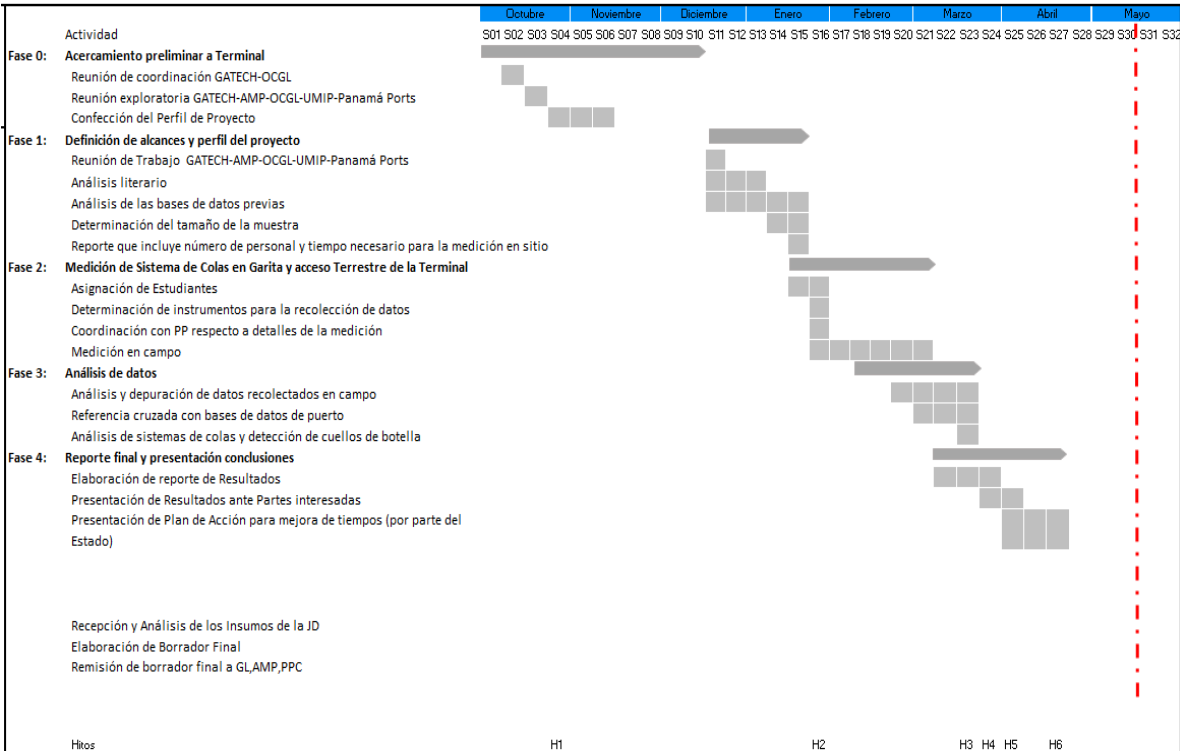 Octubre Noviembre Diciembre Enero Febrero Marzo Abril Mayo
Actividad S01 S02 S03 S04 S05 S06 S07 S08 S09 S10 S11 S12 S13 S14 S15 S16 S17 S18 S19 S20 S21 S22 S23 S24 S25 S26 S27 S28 S29 S30 S31 S32
Fase 0: Acercamiento preliminar a Terminal
Reunión de coordinación GATECH-OCGL
Reunión exploratoria GATECH-AMP-OCGL-UMIP-Panamá Ports
Confección del Perfil de Proyecto
Fase 1: Definición de alcances y perfil del proyecto
Reunión de Trabajo GATECH-AMP-OCGL-UMIP-Panamá Ports
Análisis literario
Análisis de las bases de datos previas
Determinación del tamaño de la muestra
Reporte que incluye número de personal y tiempo necesario para la medición en sitio
Fase 2: Medición de Sistema de Colas en Garita y acceso Terrestre de la Terminal
Asignación de Estudiantes
Determinación de instrumentos para la recolección de datos
Coordinación con PP respecto a detalles de la medición
Medición en campo
Fase 3: Análisis de datos
Análisis y depuración de datos recolectados en campo
Referencia cruzada con bases de datos de puerto
Análisis de sistemas de colas y detección de cuellos de botella
Fase 4: Reporte final y presentación conclusiones
Elaboración de reporte de Resultados
Presentación de Resultados ante Partes interesadas
Presentación de Plan de Acción para mejora de tiempos (por parte del
Estado)
Recepción y Análisis de los Insumos de la JD
Elaboración de Borrador Final
Remisión de borrador final a GL,AMP,PPC
Hitos H1 H2 H3 H4 H5 H6